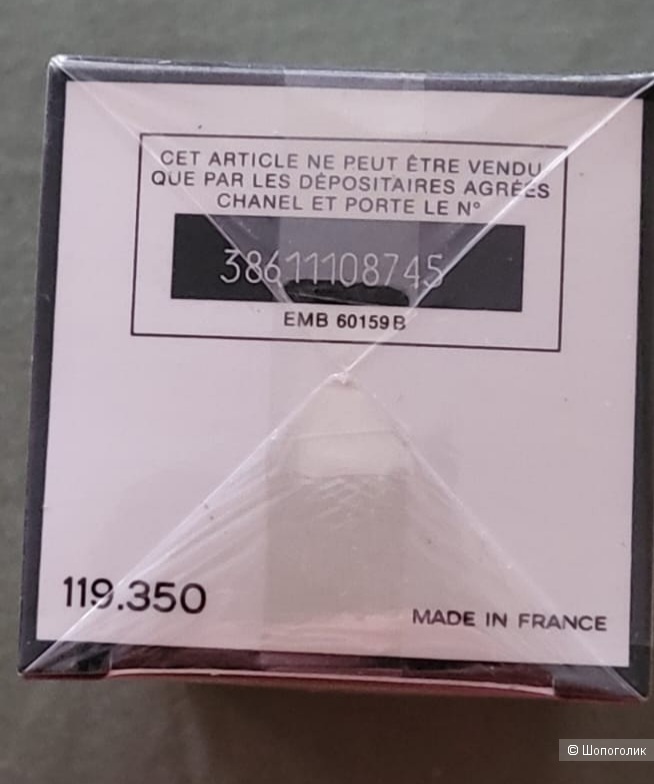 CET ARTICLE NE PEUT ÊTRE VENDU
QUE PAR LES DÉPOSITAIRES AGRÉÉS
CHANEL ET PORTE LE N°
38611108745
EMB 60159B
119.350
MADE IN FRANCE
© Шопоголик